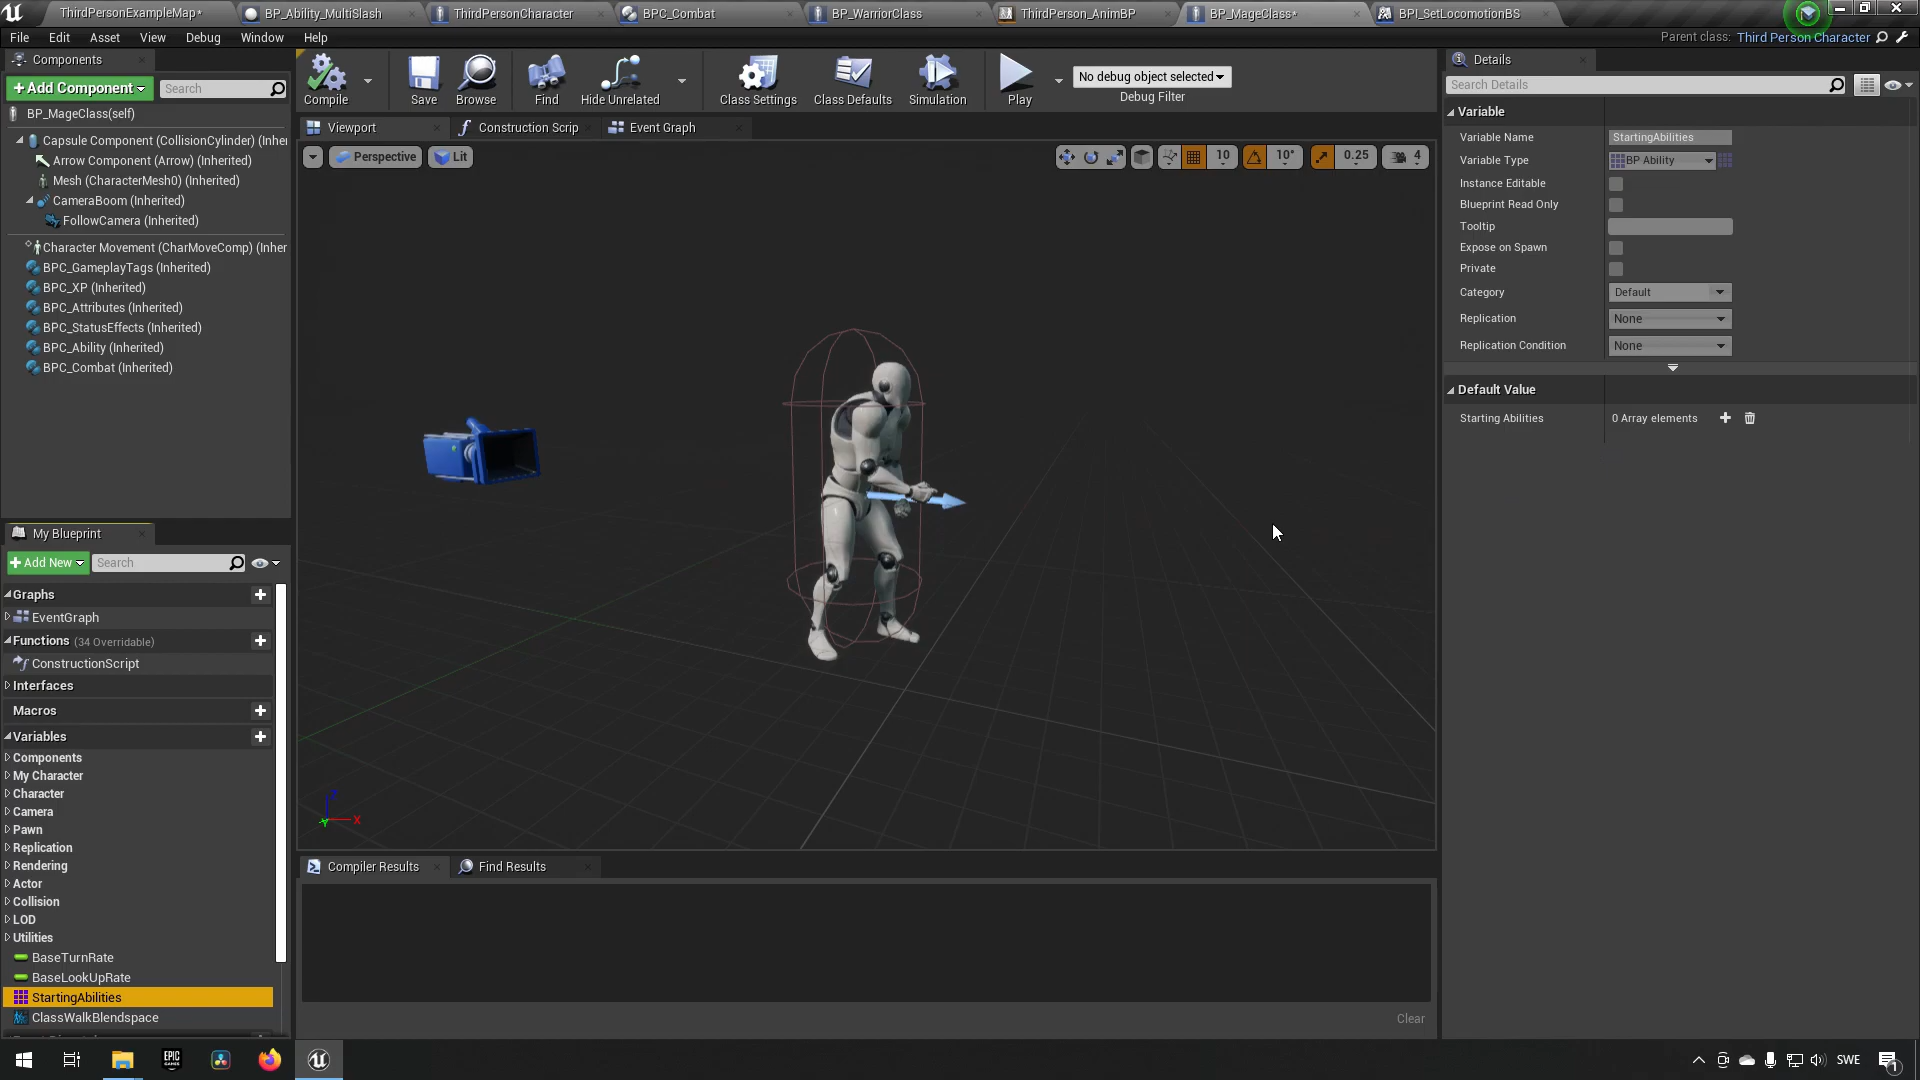 ThirdPersonExampleMap*
BP_Ability_MultiSlash
ThirdPersonCharacter
BPC_Combat
BP_WarriorClass
ThirdPerson_AnimBP
BP_MageClass*
BPI_SetLocomotionBS
File Edit Asset View Debug Window Help
Parent class: Third Person Character
Components
+Add Component
Search
BP_MageClass(self)
Capsule Component (CollisionCylinder) (Inhe
Arrow Component (Arrow) (Inherited)
Mesh (CharacterMesh0) (Inherited)
CameraBoom (Inherited)
FollowCamera (Inherited)
Character Movement (CharMoveComp) (Inher
BPC_GameplayTags (Inherited)
BPC_XP (Inherited)
BPC_Attributes (Inherited)
BPC_StatusEffects (Inherited)
BPC_Ability (Inherited)
BPC_Combat (Inherited)
My Blueprint
+Add New
Search
Graphs
EventGraph
Functions (34 Overridable)
ConstructionScript
Interfaces
Macros
Variables
Components
My Character
Character
Camera
Pawn
Replication
Rendering
Actor
Collision
LOD
Utilities
BaseTurnRate
BaseLookUpRate
StartingAbilities
ClassWalkBlendspace
Compile
Save
Browse
Find
Hide Unrelated
Class Settings
Class Defaults
Simulation
Play
No debug object selected
Debug Filter
Viewport
Construction Scrip
Event Graph
Perspective
Lit
10
10°
0.25
4
Z
X
Y
Compiler Results
Find Results
Clear
Details
Search Details
Variable
Variable Name StartingAbilities
Variable Type BP Ability
Instance Editable
Blueprint Read Only
Tooltip
Expose on Spawn
Private
Category Default
Replication None
Replication Condition None
Default Value
Starting Abilities 0 Array elements
EPIC
GAMES
SWE
1